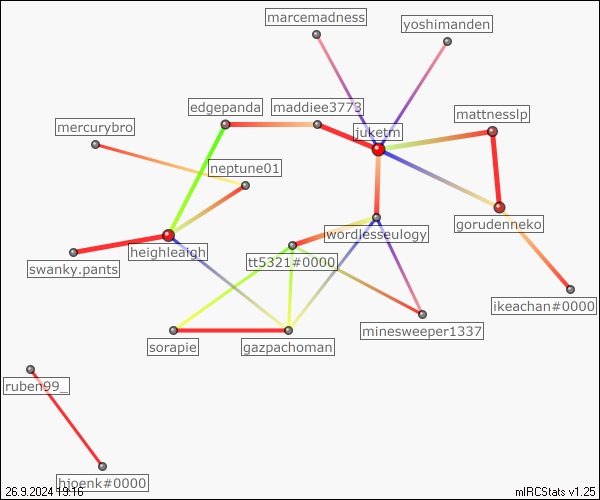 marcemadness
yoshimanden
edgepanda
maddiee3773
mattnesslp
mercurybro
juketm
neptune01
gorudenneko
heighleaigh
wordlesseulogy
tt5321#0000
swanky.pants
ikeachan#0000
minesweeper1337
sorapie
gazpachoman
ruben99_
hjoenk#0000
26.9.2024 19:16
mIRCStats v1.25